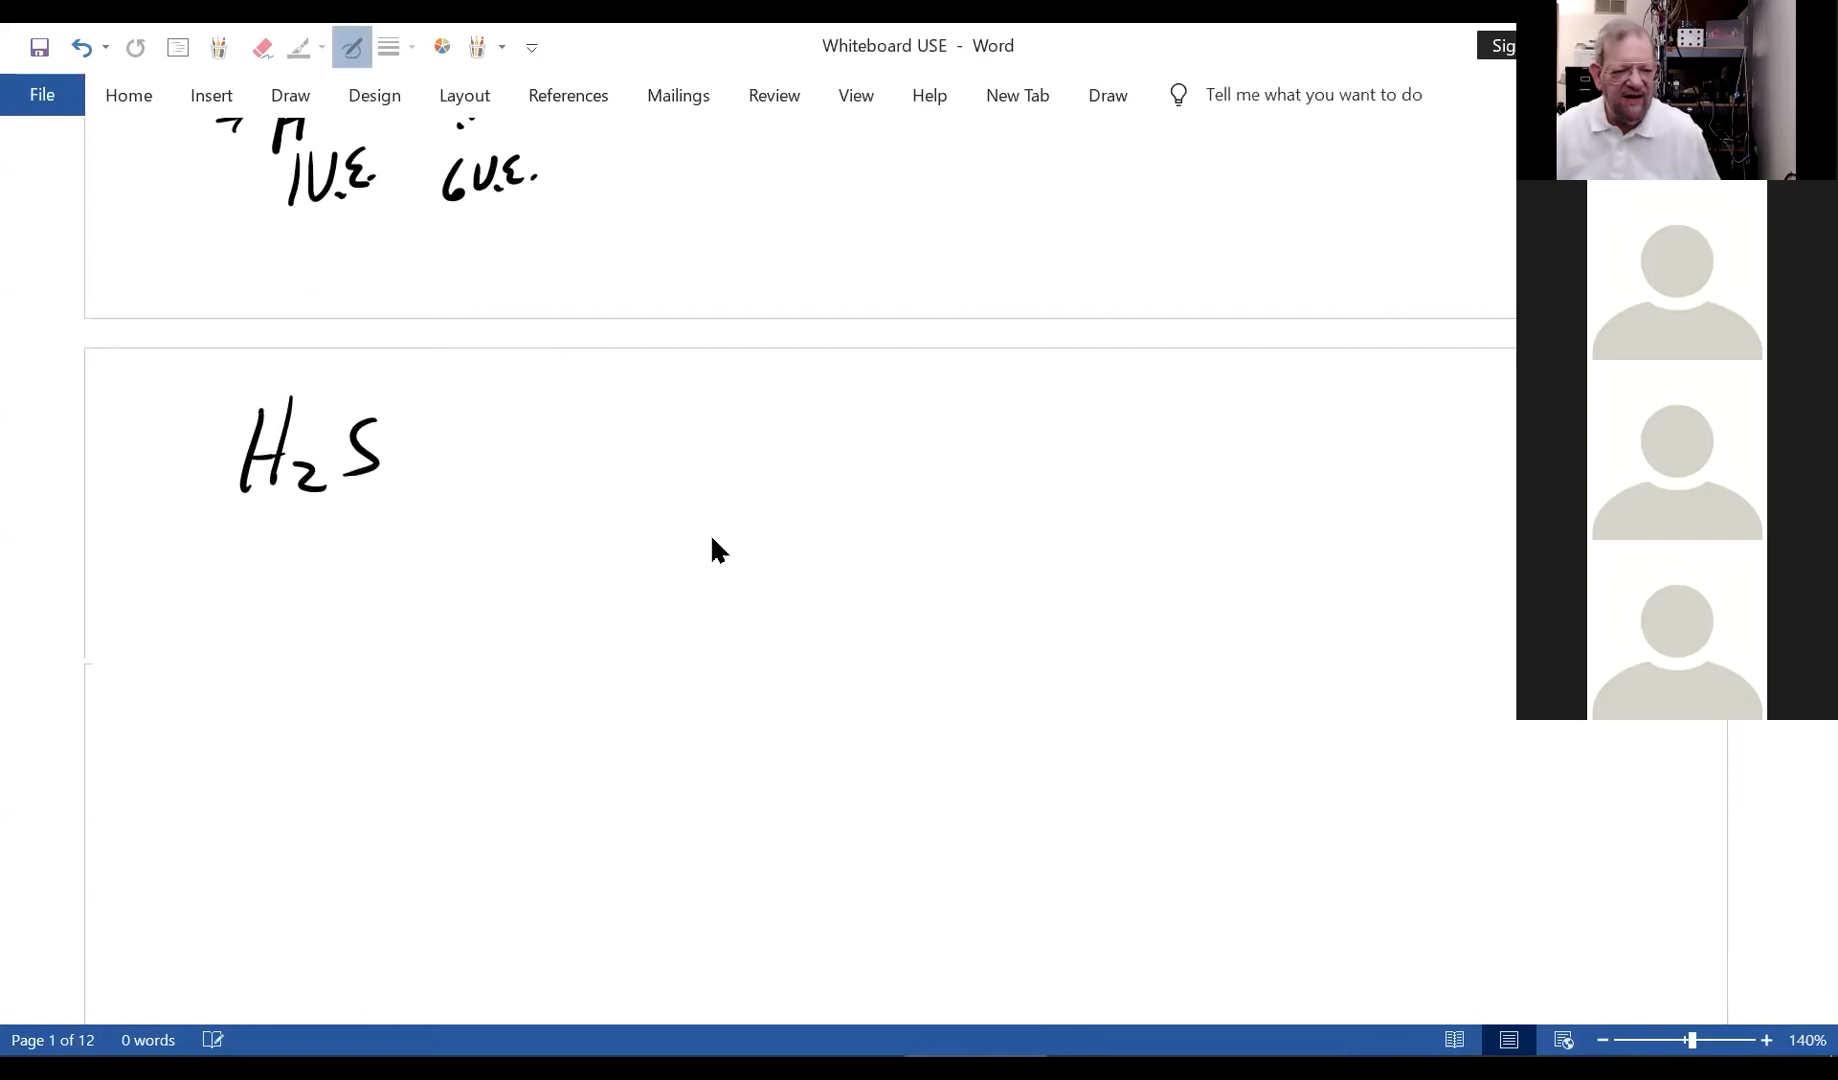 Whiteboard USE - Word
Sig
File Home Insert Draw Design Layout References Mailings Review View Help New Tab Draw Tell me what you want to do
H
1V.E. 6V.E.
H₂S
Page 1 of 12 0 words 140%